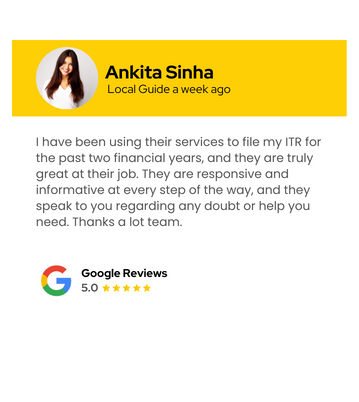 Ankita Sinha
Local Guide a week ago
I have been using their services to file my ITR for
the past two financial years, and they are truly
great at their job. They are responsive and
informative at every step of the way, and they
speak to you regarding any doubt or help you
need. Thanks a lot team.
Google Reviews
5.0